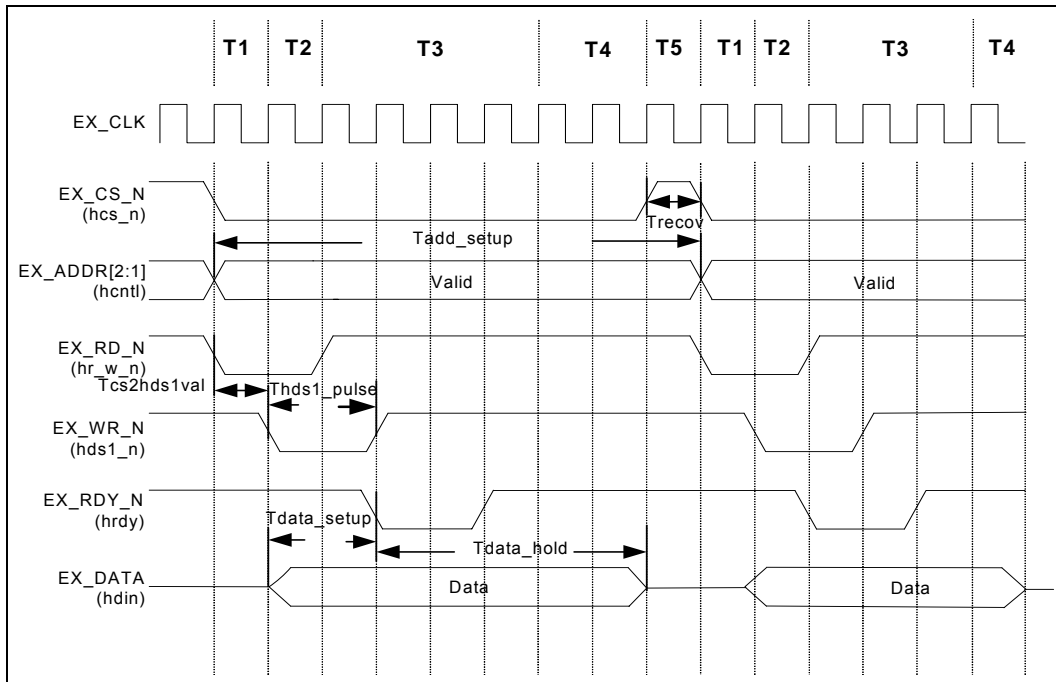 T1 T2 T3 T4 T5 T1 T2 T3 T4
EX_CLK
EX_CS_N
(hcs_n)
Trecov
Tadd_setup
EX_ADDR[2:1]
(hcntl)
Valid Valid
EX_RD_N
(hr_w_n)
Tcs2hds1val Thds1_pulse
EX_WR_N
(hds1_n)
EX_RDY_N
(hrdy)
Tdata_setup
Tdata_hold
EX_DATA
(hdin)
Data Data